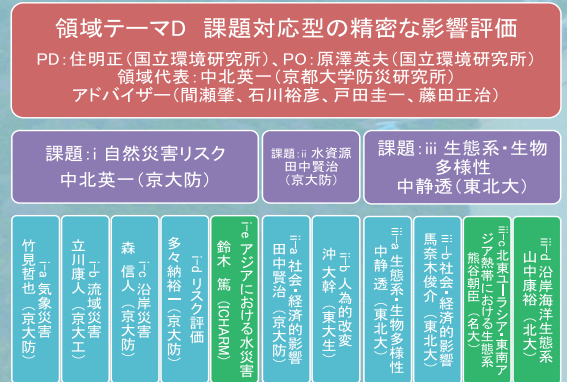 領域テーマD 課題対応型の精密な影響評価
PD:住明正(国立環境研究所)、PO:原澤英夫(国立環境研究所)
領域代表:中北英一(京都大学防災研究所)
アドバイザー(間瀬肇、石川裕彦、戸田圭一、藤田正治)
課題:i 自然災害リスク
中北英一(京大防)
課題:ii 水資源
田中賢治
(京大防)
課題:iii 生態系・生物
多様性
中静透(東北大)
i-a 気象災害
竹見哲也(京大防)
i-b 流域災害
立川康人(京大工)
i-c 沿岸災害
森 信人(京大防)
i-d リスク評価
多々納裕一(京大防)
i-e アジアにおける水災害
鈴木 篤(ICHARM)
ii-a 社会・経済的影響
田中賢治(京大防)
ii-b 人為的改変
沖 大幹(東大生)
iii-a 生態系・生物多様性
中静 透(東北大)
iii-b 社会・経済的影響
馬奈木俊介(東北大)
iii-c 北東ユーラシア・東南ア
ジア熱帯における生態系
熊谷朝臣(名大)
iii-d 沿岸海洋生態系
山中康裕(北大)